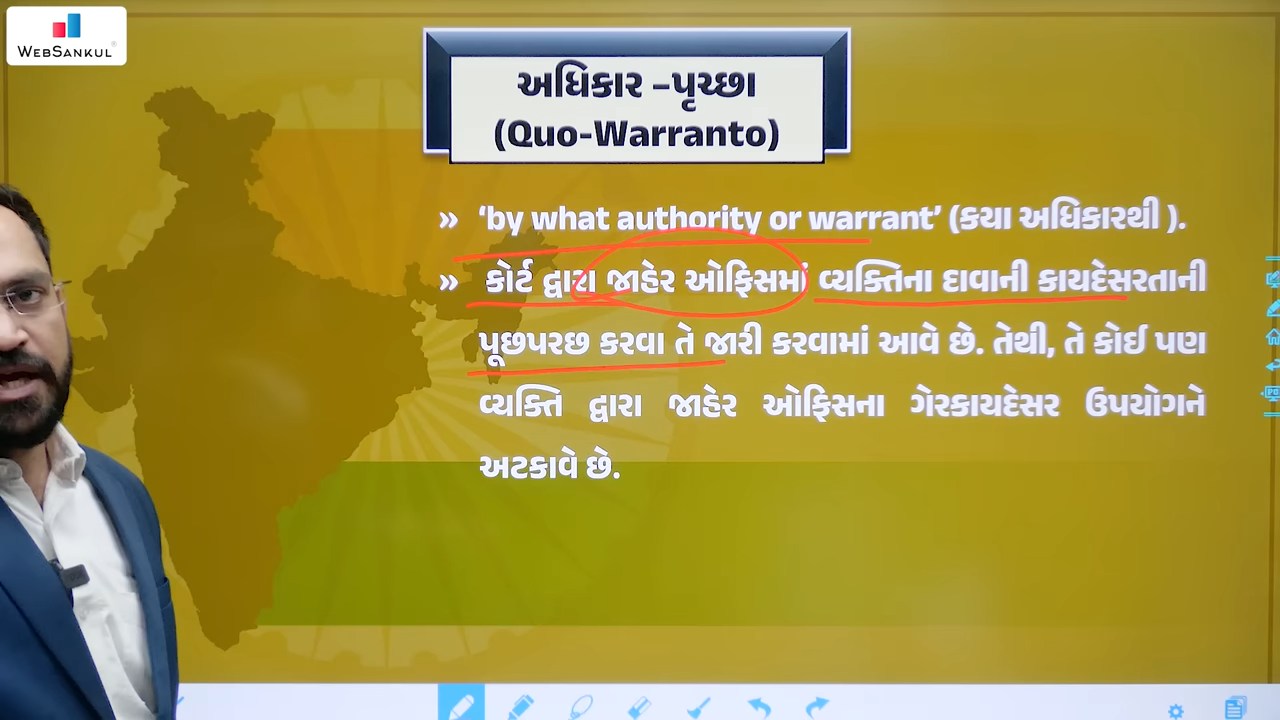 WEBSANKUL
અધિકાર –પૃચ્છા
(Quo-Warranto)
» ‘by what authority or warrant’ (કયા અધિકારથી ).
» કોર્ટ દ્વારા જાહેર ઓફિસમાં વ્યક્તિના દાવાની કાયદેસરતાની
પૂછપરછ કરવા તે જારી કરવામાં આવે છે. તેથી, તે કોઈ પણ
વ્યક્તિ દ્વારા જાહેર ઓફિસના ગેરકાયદેસર ઉપયોગને
અટકાવે છે.